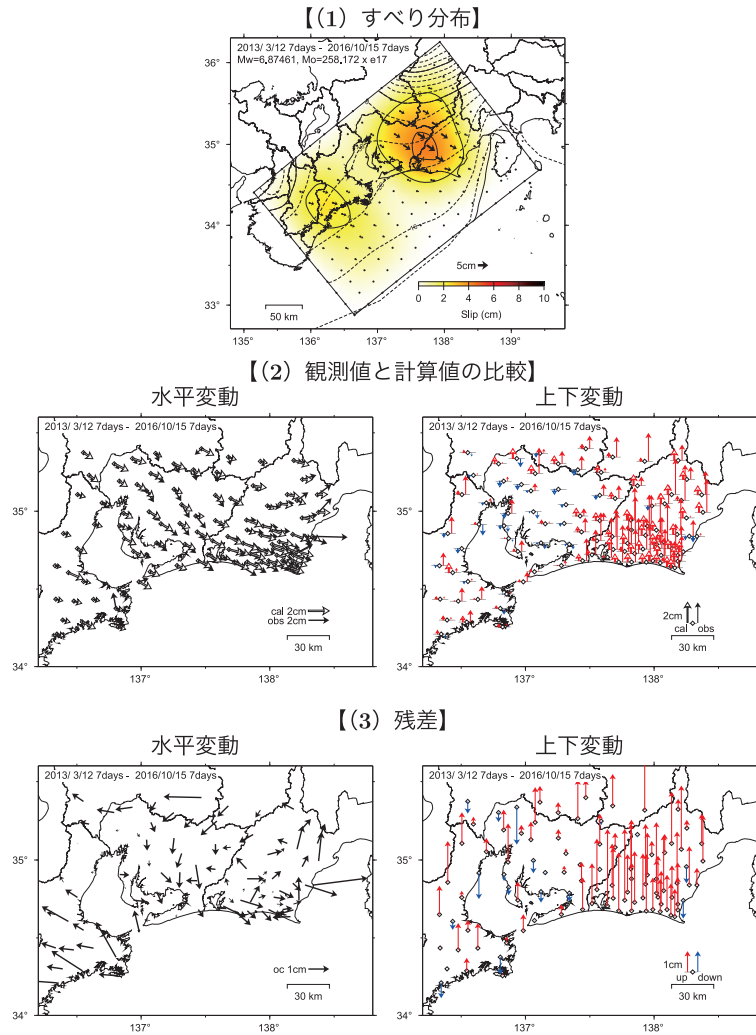 【(1) すべり分布】
2013/ 3/12 7days - 2016/10/15 7days
Mw=6.87461, Mo=258.172 x e17
36°
35°
34°
33°
5cm
0 2 4 6 8 10
Slip (cm)
50 km
135° 136° 137° 138° 139°
【(2) 観測値と計算値の比較】
水平変動 上下変動
2013/ 3/12 7days - 2016/10/15 7days
35°
34°
cal 2cm
obs 2cm
30 km
137° 138°
2013/ 3/12 7days - 2016/10/15 7days
35°
34°
2cm
cal obs
30 km
137° 138°
【(3) 残差】
水平変動 上下変動
2013/ 3/12 7days - 2016/10/15 7days
35°
34°
oc 1cm
30 km
137° 138°
2013/ 3/12 7days - 2016/10/15 7days
35°
34°
1cm
up down
30 km
137° 138°